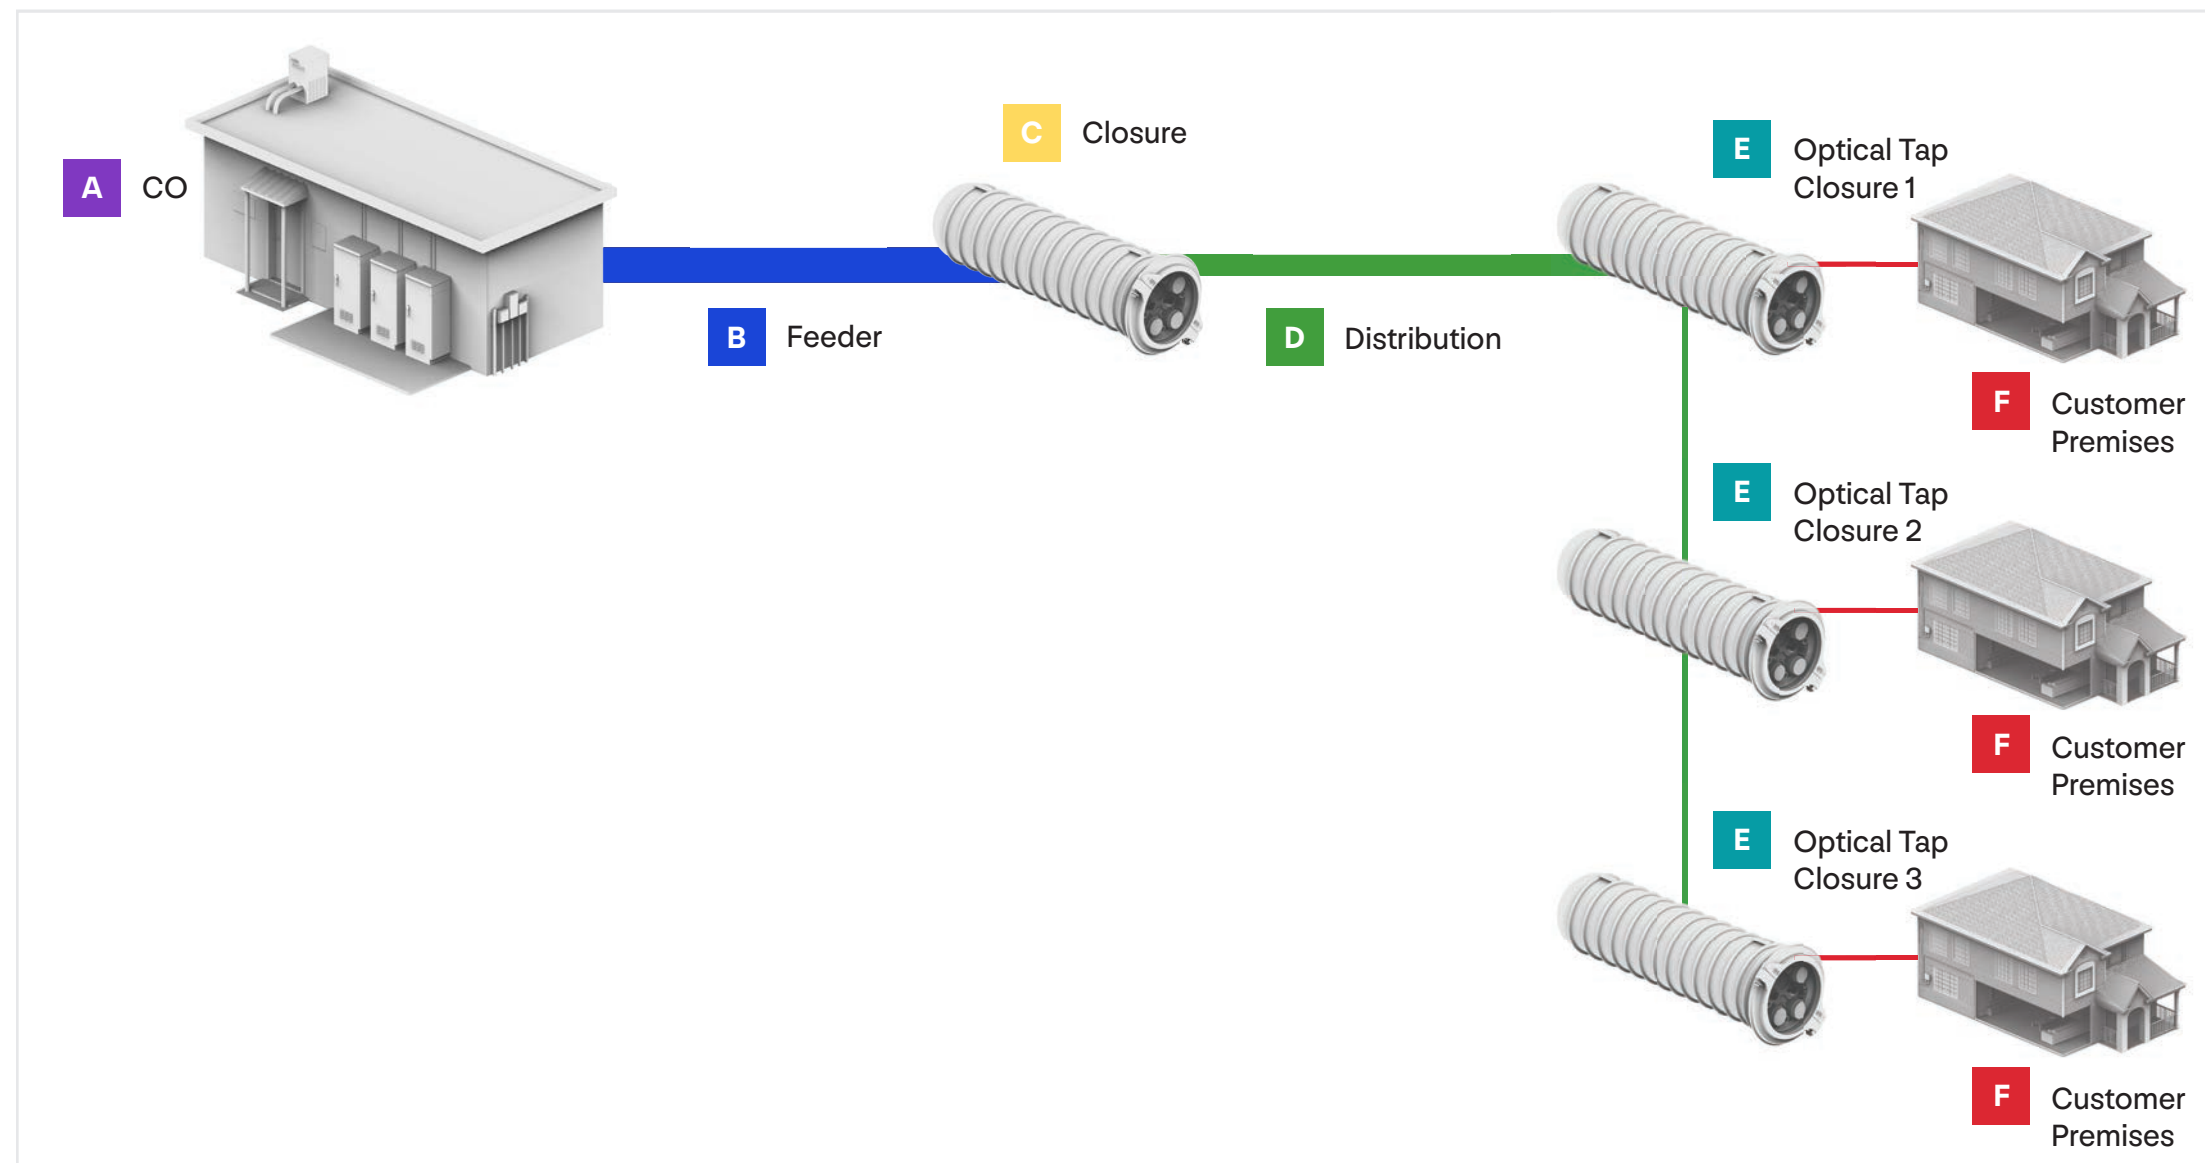 A
CO
B
Feeder
C
Closure
D
Distribution
E
Optical Tap
Closure 1
F
Customer
Premises
E
Optical Tap
Closure 2
F
Customer
Premises
E
Optical Tap
Closure 3
F
Customer
Premises